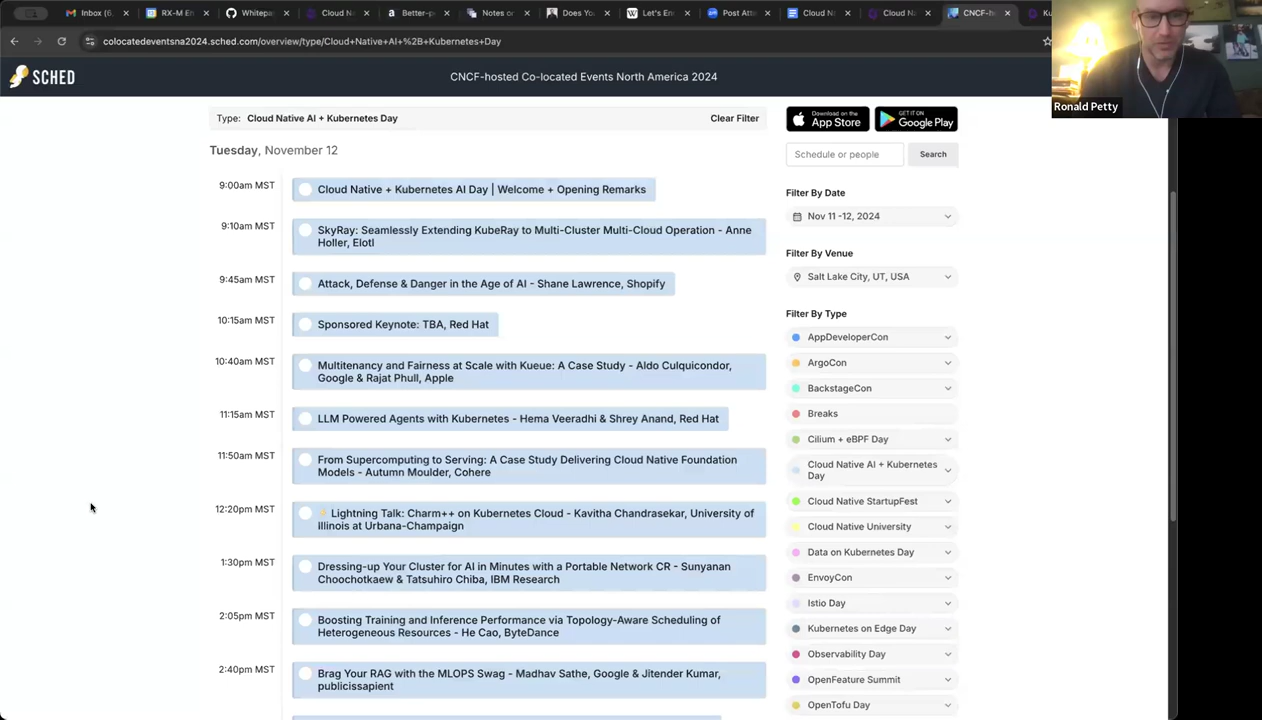 Inbox (6,
RX-M E
Whitepa
Cloud N
Better-p
Notes or
Does Yo
Let's En
Post Att
Cloud N
Cloud N
CNCF-h
Ku
colocatedeventsna2024.sched.com/overview/type/Cloud+Native+AI+%2B+Kubernetes+Day
SCHED
CNCF-hosted Co-located Events North America 2024
Ronald Petty
Type: Cloud Native AI + Kubernetes Day
Clear Filter
Tuesday, November 12
9:00am MST
Cloud Native + Kubernetes AI Day | Welcome + Opening Remarks
9:10am MST
SkyRay: Seamlessly Extending KubeRay to Multi-Cluster Multi-Cloud Operation - Anne
Holler, Elotl
9:45am MST
Attack, Defense & Danger in the Age of AI - Shane Lawrence, Shopify
10:15am MST
Sponsored Keynote: TBA, Red Hat
10:40am MST
Multitenancy and Fairness at Scale with Kueue: A Case Study - Aldo Culquicondor,
Google & Rajat Phull, Apple
11:15am MST
LLM Powered Agents with Kubernetes - Hema Veeradhi & Shrey Anand, Red Hat
11:50am MST
From Supercomputing to Serving: A Case Study Delivering Cloud Native Foundation
Models - Autumn Moulder, Cohere
12:20pm MST
Lightning Talk: Charm++ on Kubernetes Cloud - Kavitha Chandrasekar, University of
Illinois at Urbana-Champaign
1:30pm MST
Dressing-up Your Cluster for AI in Minutes with a Portable Network CR - Sunyanan
Choochotkaew & Tatsuhiro Chiba, IBM Research
2:05pm MST
Boosting Training and Inference Performance via Topology-Aware Scheduling of
Heterogeneous Resources - He Cao, ByteDance
2:40pm MST
Brag Your RAG with the MLOPS Swag - Madhav Sathe, Google & Jitender Kumar,
publicissapient
Download on the
App Store
GET IT ON
Google Play
Schedule or people
Search
Filter By Date
Nov 11 -12, 2024
Filter By Venue
Salt Lake City, UT, USA
Filter By Type
AppDeveloperCon
ArgoCon
BackstageCon
Breaks
Cilium + eBPF Day
Cloud Native AI + Kubernetes
Day
Cloud Native StartupFest
Cloud Native University
Data on Kubernetes Day
EnvoyCon
Istio Day
Kubernetes on Edge Day
Observability Day
OpenFeature Summit
OpenTofu Day